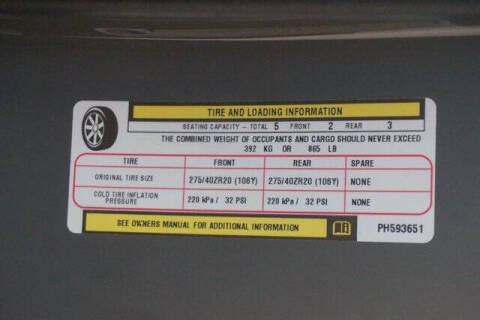 TIRE AND LOADING INFORMATION
SEATING CAPACITY - TOTAL 5 FRONT 2 REAR 3
THE COMBINED WEIGHT OF OCCUPANTS AND CARGO SHOULD NEVER EXCEED
392 KG OR 865 LB
TIRE FRONT REAR SPARE
ORIGINAL TIRE SIZE 275/40ZR20 (106Y) 275/40ZR20 (106Y) NONE
COLD TIRE INFLATION
PRESSURE 220 kPa / 32 PSI 220 kPa / 32 PSI NONE
SEE OWNERS MANUAL FOR ADDITIONAL INFORMATION PH593651